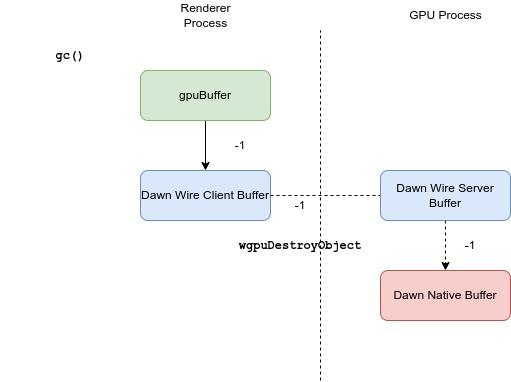 Renderer
Process
GPU Process
gc()
gpuBuffer
-1
Dawn Wire Client Buffer
Dawn Wire Server
Buffer
-1
wgpuDestroyObject
-1
Dawn Native Buffer